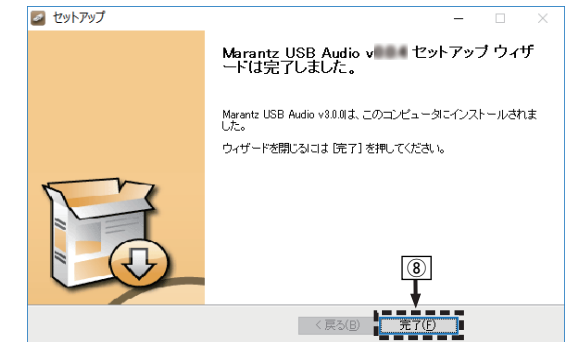 セットアップ
Marantz USB Audio v セットアップ ウィザ
ードは完了しました。
Marantz USB Audio v3.0.0は、このコンピュータにインストールされま
した。
ウィザードを閉じるには [完了] を押してください。
⑧
< 戻る(B)
完了(F)